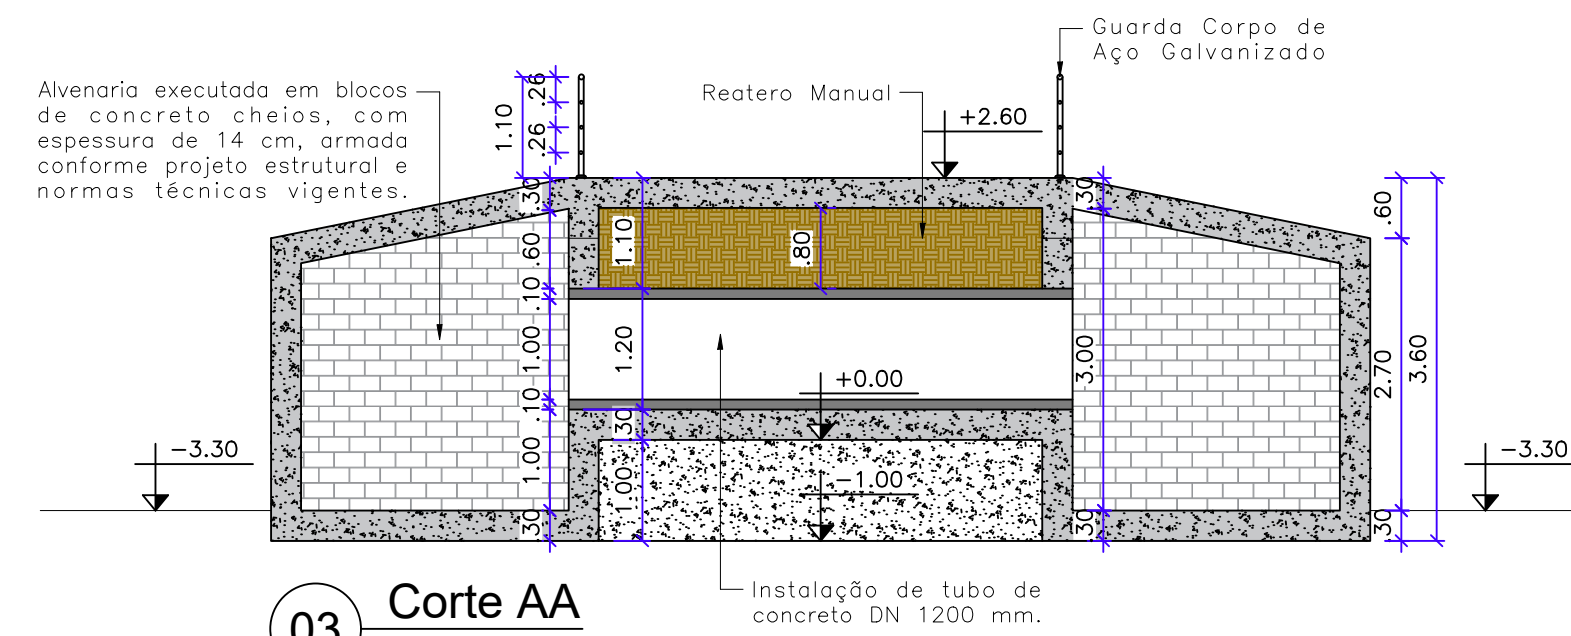 Guarda Corpo de
Aço Galvanizado
Alvenaria executada em blocos
de concreto cheios, com
espessura de 14 cm, armada
conforme projeto estrutural e
normas técnicas vigentes.
Reatero Manual
+2.60
1.10
.26
.26
.30
.60
.10
1.00
.10
1.00
.30
1.10
1.20
.30
1.00
.80
+0.00
-1.00
.30
3.00
.30
.60
2.70
.30
3.60
-3.30
-3.30
Instalação de tubo de
concreto DN 1200 mm.
03
Corte AA